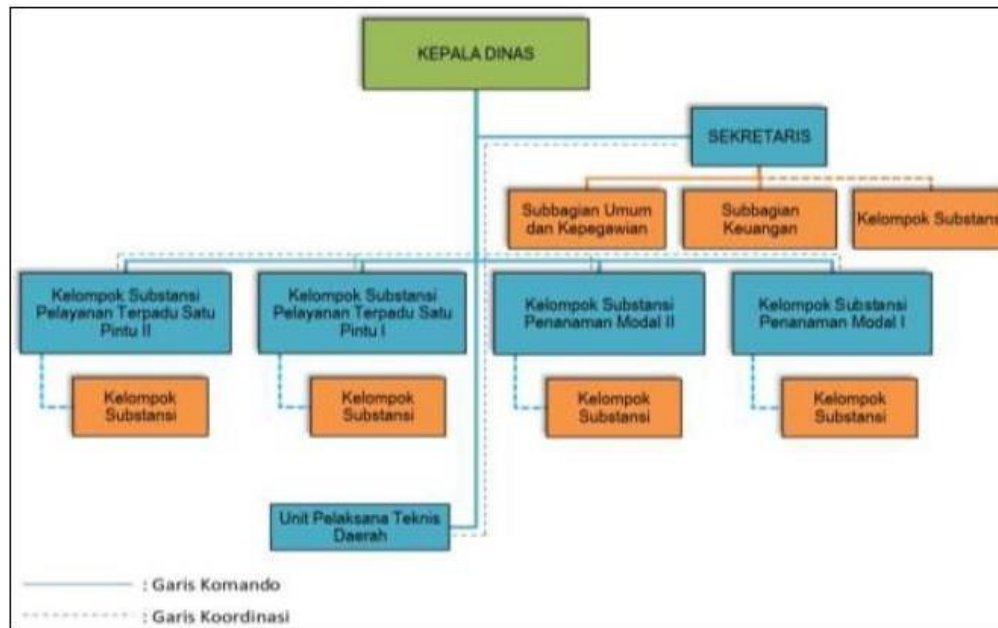 KEPALA DINAS
SEKRETARIS
Subbagian Umum
dan Kepegawian
Subbagian
Keuangan
Kelompok Substansi
Kelompok Substansi
Pelayanan Terpadu Satu
Pintu II
Kelompok Substansi
Pelayanan Terpadu Satu
Pintu I
Kelompok Substansi
Penanaman Modal II
Kelompok Substansi
Penanaman Modal I
Kelompok
Substansi
Kelompok
Substansi
Kelompok
Substansi
Kelompok
Substansi
Unit Pelaksana Teknis
Daerah
: Garis Komando
: Garis Koordinasi